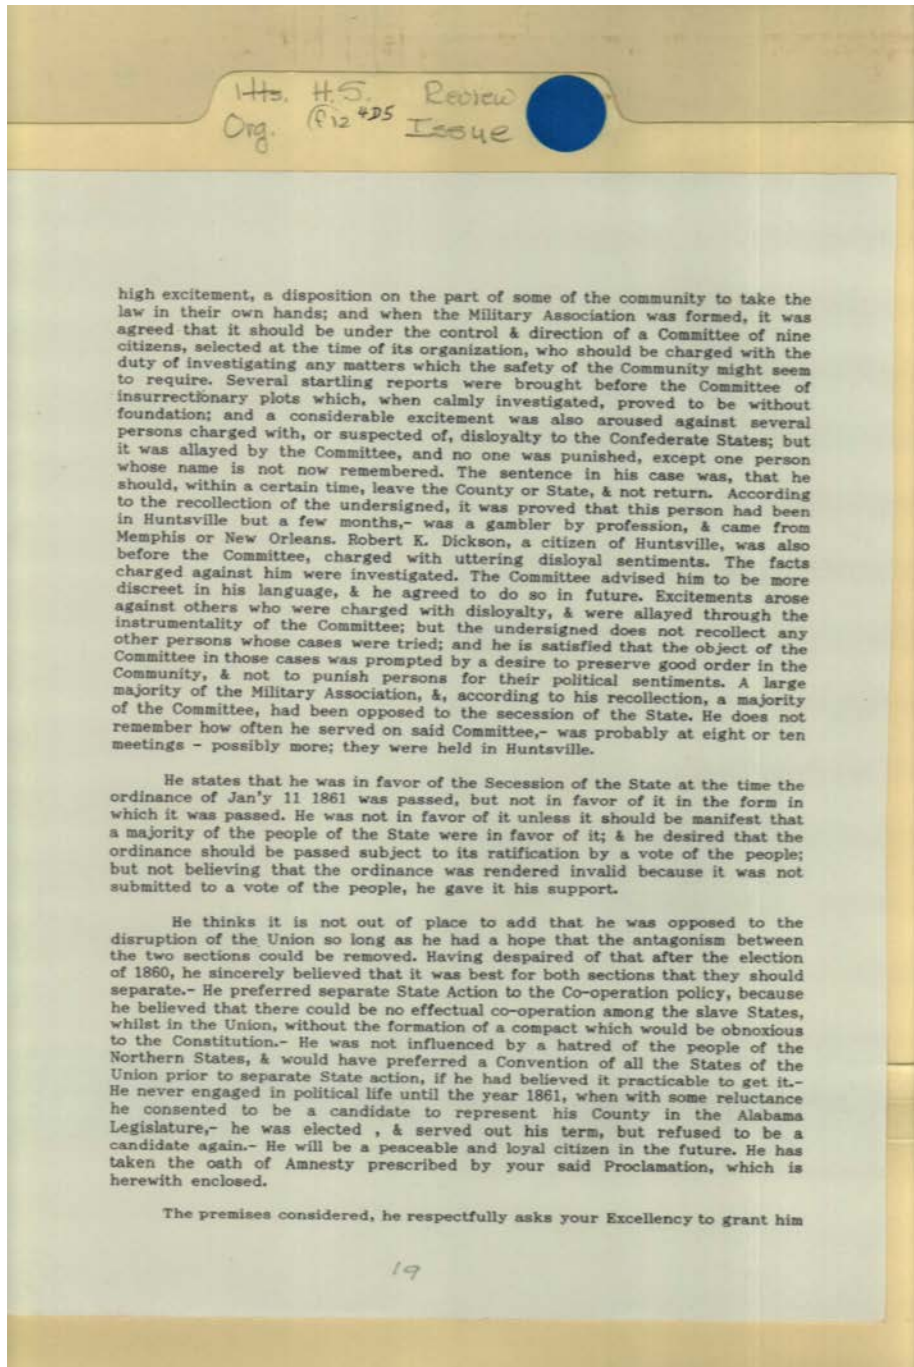 Hts. H.S. Review
Org. f12 4D5 Issue
high excitement, a disposition on the part of some of the community to take the
law in their own hands; and when the Military Association was formed, it was
agreed that it should be under the control & direction of a Committee of nine
citizens, selected at the time of its organization, who should be charged with the
duty of investigating any matters which the safety of the Community might seem
to require. Several startling reports were brought before the Committee of
insurrectionary plots which, when calmly investigated, proved to be without
foundation; and a considerable excitement was also aroused against several
persons charged with, or suspected of, disloyalty to the Confederate States; but
it was allayed by the Committee, and no one was punished, except one person
whose name is not now remembered. The sentence in his case was, that he
should, within a certain time, leave the County or State, & not return. According
to the recollection of the undersigned, it was proved that this person had been
in Huntsville but a few months,- was a gambler by profession, & came from
Memphis or New Orleans. Robert K. Dickson, a citizen of Huntsville, was also
before the Committee, charged with uttering disloyal sentiments. The facts
charged against him were investigated. The Committee advised him to be more
discreet in his language, & he agreed to do so in future. Excitements arose
against others who were charged with disloyalty, & were allayed through the
instrumentality of the Committee; but the undersigned does not recollect any
other persons whose cases were tried; and he is satisfied that the object of the
Committee in those cases was prompted by a desire to preserve good order in the
Community, & not to punish persons for their political sentiments. A large
majority of the Military Association, &, according to his recollection, a majority
of the Committee, had been opposed to the secession of the State. He does not
remember how often he served on said Committee,- was probably at eight or ten
meetings - possibly more; they were held in Huntsville.
He states that he was in favor of the Secession of the State at the time the
ordinance of Jan'y 11 1861 was passed, but not in favor of it in the form in
which it was passed. He was not in favor of it unless it should be manifest that
a majority of the people of the State were in favor of it; & he desired that the
ordinance should be passed subject to its ratification by a vote of the people;
but not believing that the ordinance was rendered invalid because it was not
submitted to a vote of the people, he gave it his support.
He thinks it is not out of place to add that he was opposed to the
disruption of the Union so long as he had a hope that the antagonism between
the two sections could be removed. Having despaired of that after the election
of 1860, he sincerely believed that it was best for both sections that they should
separate.- He preferred separate State Action to the Co-operation policy, because
he believed that there could be no effectual co-operation among the slave States,
whilst in the Union, without the formation of a compact which would be obnoxious
to the Constitution.- He was not influenced by a hatred of the people of the
Northern States, & would have preferred a Convention of all the States of the
Union prior to separate State action, if he had believed it practicable to get it.-
He never engaged in political life until the year 1861, when with some reluctance
he consented to be a candidate to represent his County in the Alabama
Legislature,- he was elected , & served out his term, but refused to be a
candidate again.- He will be a peaceable and loyal citizen in the future. He has
taken the oath of Amnesty prescribed by your said Proclamation, which is
herewith enclosed.
The premises considered, he respectfully asks your Excellency to grant him
19